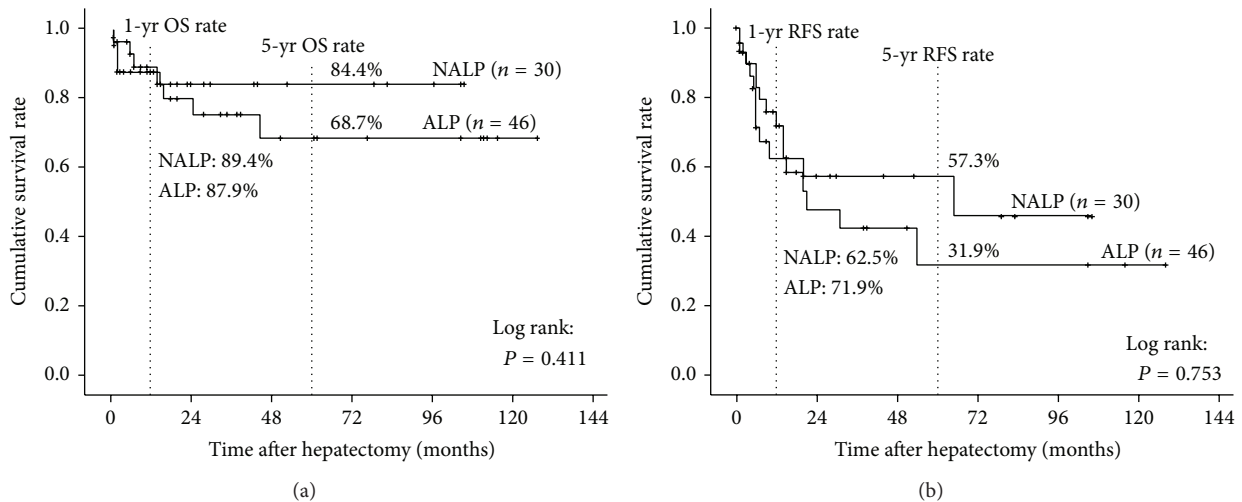 1-yr OS rate
5-yr OS rate
84.4%
NALP (n = 30)
68.7%
ALP (n = 46)
NALP: 89.4%
ALP: 87.9%
Log rank:
P = 0.411
Cumulative survival rate
1.0
0.8
0.6
0.4
0.2
0.0
0 24 48 72 96 120 144
Time after hepatectomy (months)
(a)
1-yr RFS rate
5-yr RFS rate
57.3%
NALP (n = 30)
31.9%
ALP (n = 46)
NALP: 62.5%
ALP: 71.9%
Log rank:
P = 0.753
Cumulative survival rate
1.0
0.8
0.6
0.4
0.2
0.0
0 24 48 72 96 120 144
Time after hepatectomy (months)
(b)